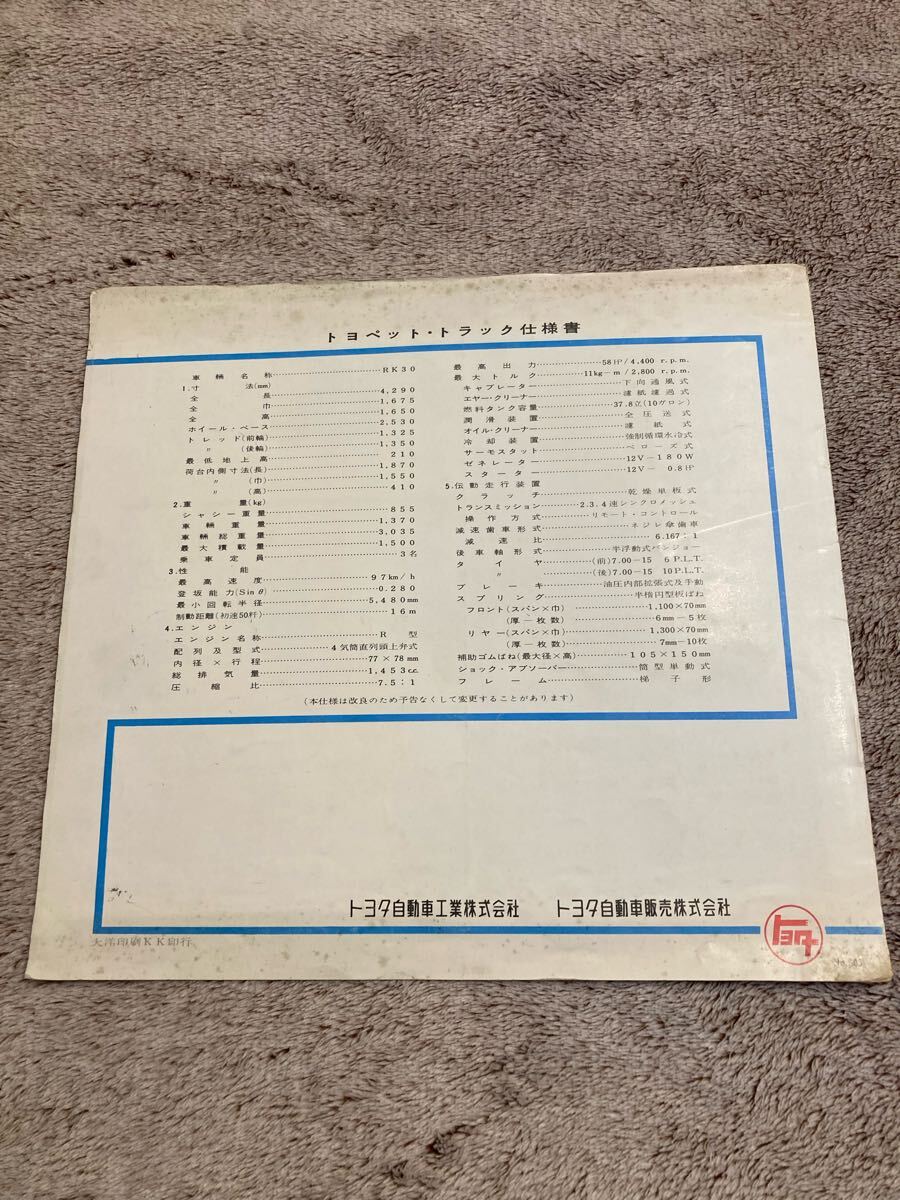 トヨペット・トラック仕様書
車輛名称 RK30
1.寸法(mm)
全長 4,290
全巾 1,675
全高 1,650
ホイール・ベース 2,530
トレッド(前輪) 1,325
〃 (後輪) 1,350
最低地上高 210
荷台内側寸法(長) 1,870
〃 (巾) 1,550
〃 (高) 410
2.重量(kg)
シャシー重量 855
車輛重量 1,370
車輛総重量 3,035
最大積載量 1,500
乗車定員 3名
3.性能
最高速度 97km/h
登坂能力(Sinθ) 0.280
最小回転半径 5,480mm
制動距離(初速50粁) 16m
4.エンジン
エンジン名称 R型
配列及型式 4気筒直列頭上弁式
内径×行程 77×78mm
総排気量 1,453c.c.
圧縮比 7.5:1
最高出力 58HP/4,400 r.p.m.
最大トルク 11kg-m/2,800 r.p.m.
キャブレーター 下向通風式
エヤー・クリーナー 濾紙濾過式
燃料タンク容量 37.8立(10ガロン)
潤滑装置 全圧送式
オイル・クリーナー 濾紙式
冷却装置 強制循環水冷式
サーモスタット ベローズ式
ゼネレーター 12V-180W
スターター 12V-0.8HP
5.伝動走行装置
クラッチ 乾燥単板式
トランスミッション 2.3.4速シンクロメッシュ
操作方式 リモート・コントロール
減速歯車形式 ネジレ傘歯車
減速比 6.167:1
後車軸形式 半浮動式バンジョー
タイヤ (前)7.00-15 6P.L.T.
〃 (後)7.00-15 10P.L.T.
ブレーキ 油圧内部拡張式及手動
スプリング 半楕円型板ばね
フロント(スパン×巾) 1,100×70mm
(厚-枚数) 6mm-5枚
リヤー(スパン×巾) 1,300×70mm
(厚-枚数) 7mm-10枚
補助ゴムばね(最大径×高) 105×150mm
ショック・アブソーバー 筒型単動式
フレーム 梯子形
(本仕様は改良のため予告なくして変更することがあります)
トヨタ自動車工業株式会社 トヨタ自動車販売株式会社
トヨタ
大洋印刷KK印行